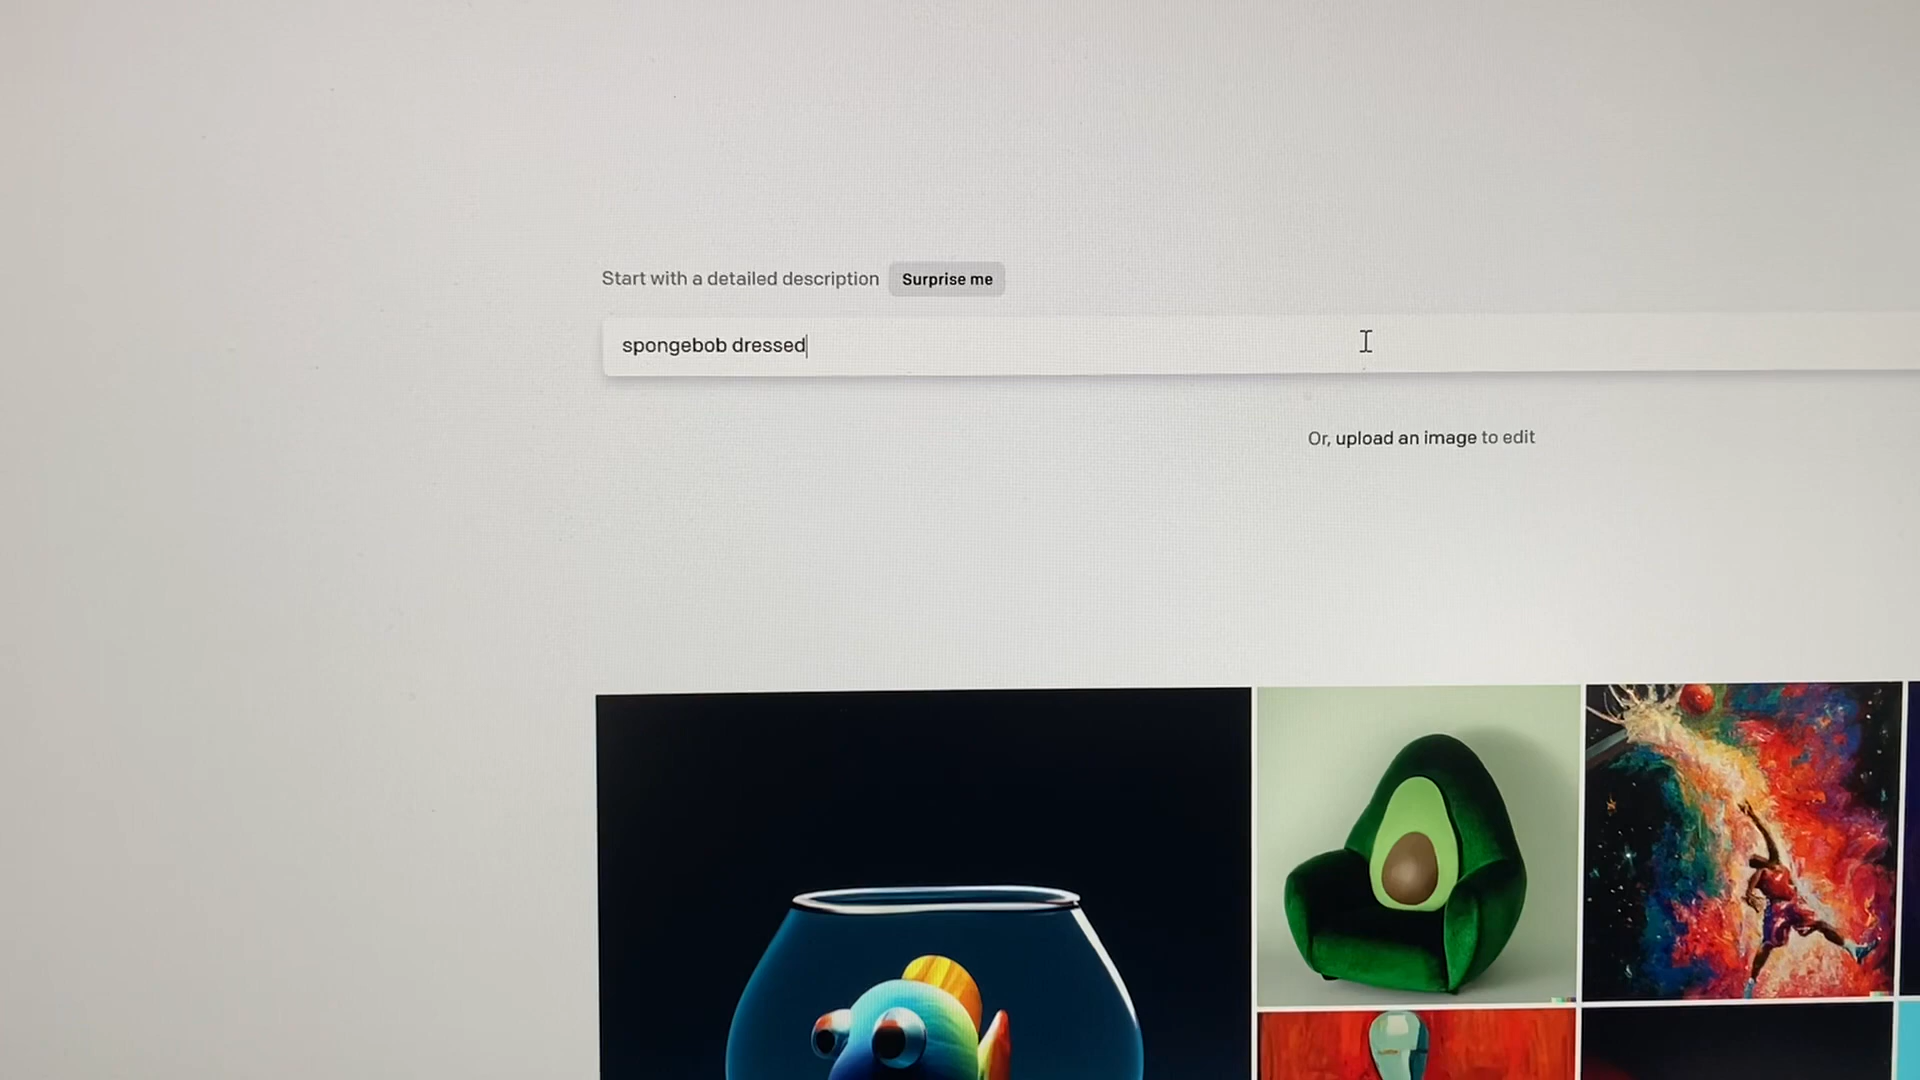 Start with a detailed description Surprise me
spongebob dressed
Or, upload an image to edit